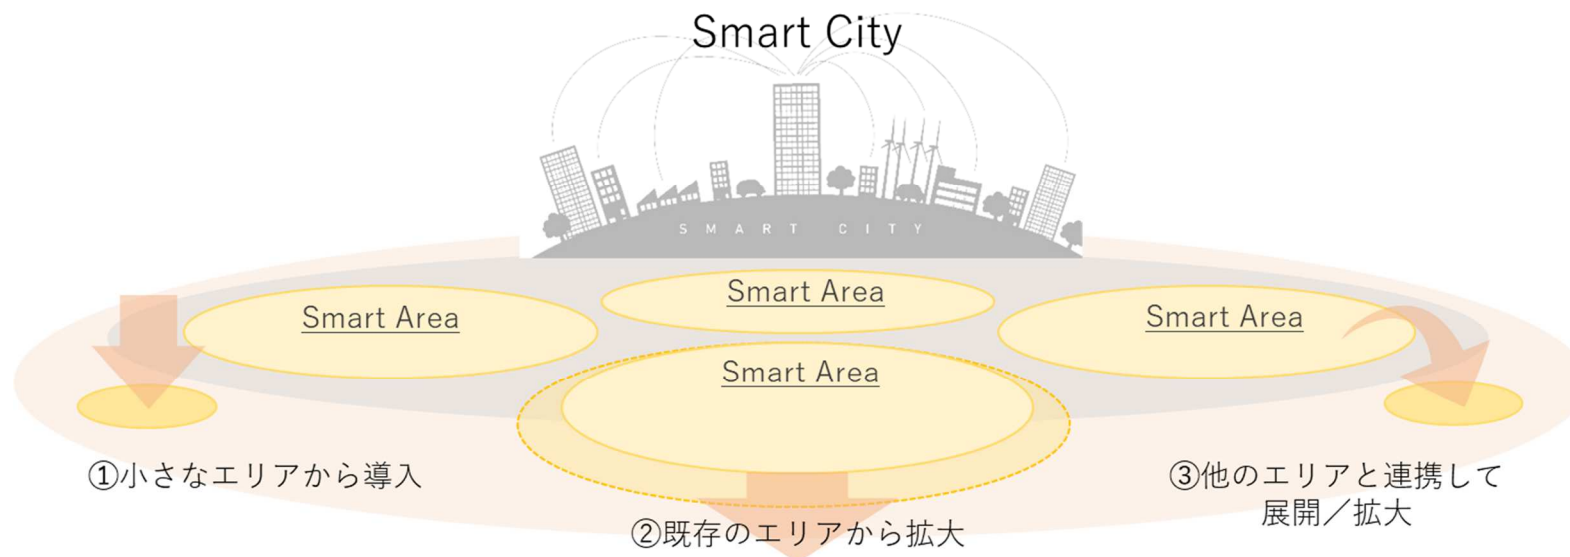 Smart City
SMART CITY
Smart Area
Smart Area
Smart Area
Smart Area
①小さなエリアから導入
②既存のエリアから拡大
③他のエリアと連携して
展開／拡大